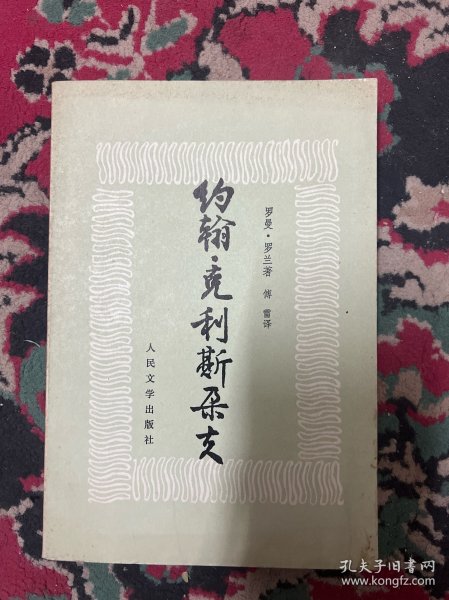 罗曼·罗兰著 傅雷译
约翰·克利斯朵夫
人民文学出版社
孔夫子旧书网
www.kongfz.com